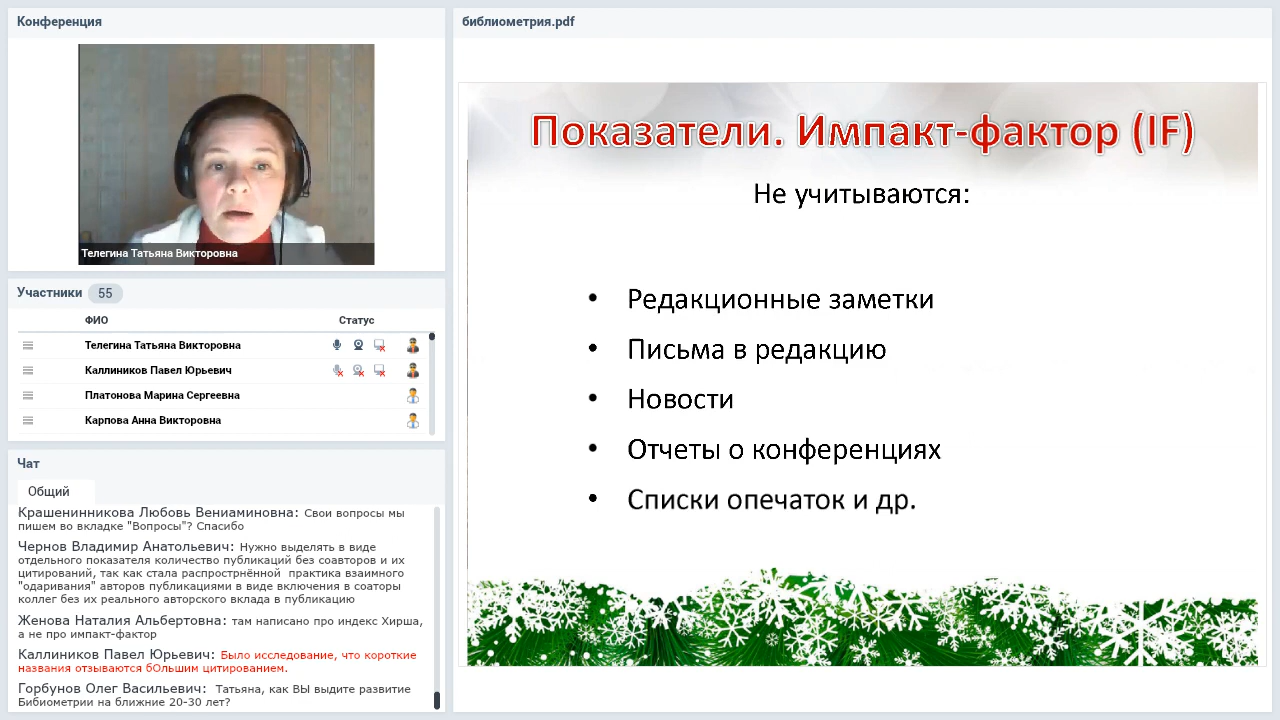 Конференция
Телегина Татьяна Викторовна
Участники 55
ФИО Статус
Телегина Татьяна Викторовна
Каллиников Павел Юрьевич
Платонова Марина Сергеевна
Карпова Анна Викторовна
Чат
Общий
Крашенинникова Любовь Вениаминовна: Свои вопросы мы
пишем во вкладке "Вопросы"? Спасибо
Чернов Владимир Анатольевич: Нужно выделять в виде
отдельного показателя количество публикаций без соавторов и их
цитирований, так как стала распрострнённой практика взаимного
"одаривания" авторов публикациями в виде включения в соаторы
коллег без их реального авторского вклада в публикацию
Женова Наталия Альбертовна: там написано про индекс Хирша,
а не про импакт-фактор
Каллиников Павел Юрьевич: Было исследование, что короткие
названия отзываются бОльшим цитированием.
Горбунов Олег Васильевич: Татьяна, как ВЫ выдите развитие
Бибиометрии на ближние 20-30 лет?
библиометрия.pdf
Показатели. Импакт-фактор (IF)
Не учитываются:
• Редакционные заметки
• Письма в редакцию
• Новости
• Отчеты о конференциях
• Списки опечаток и др.